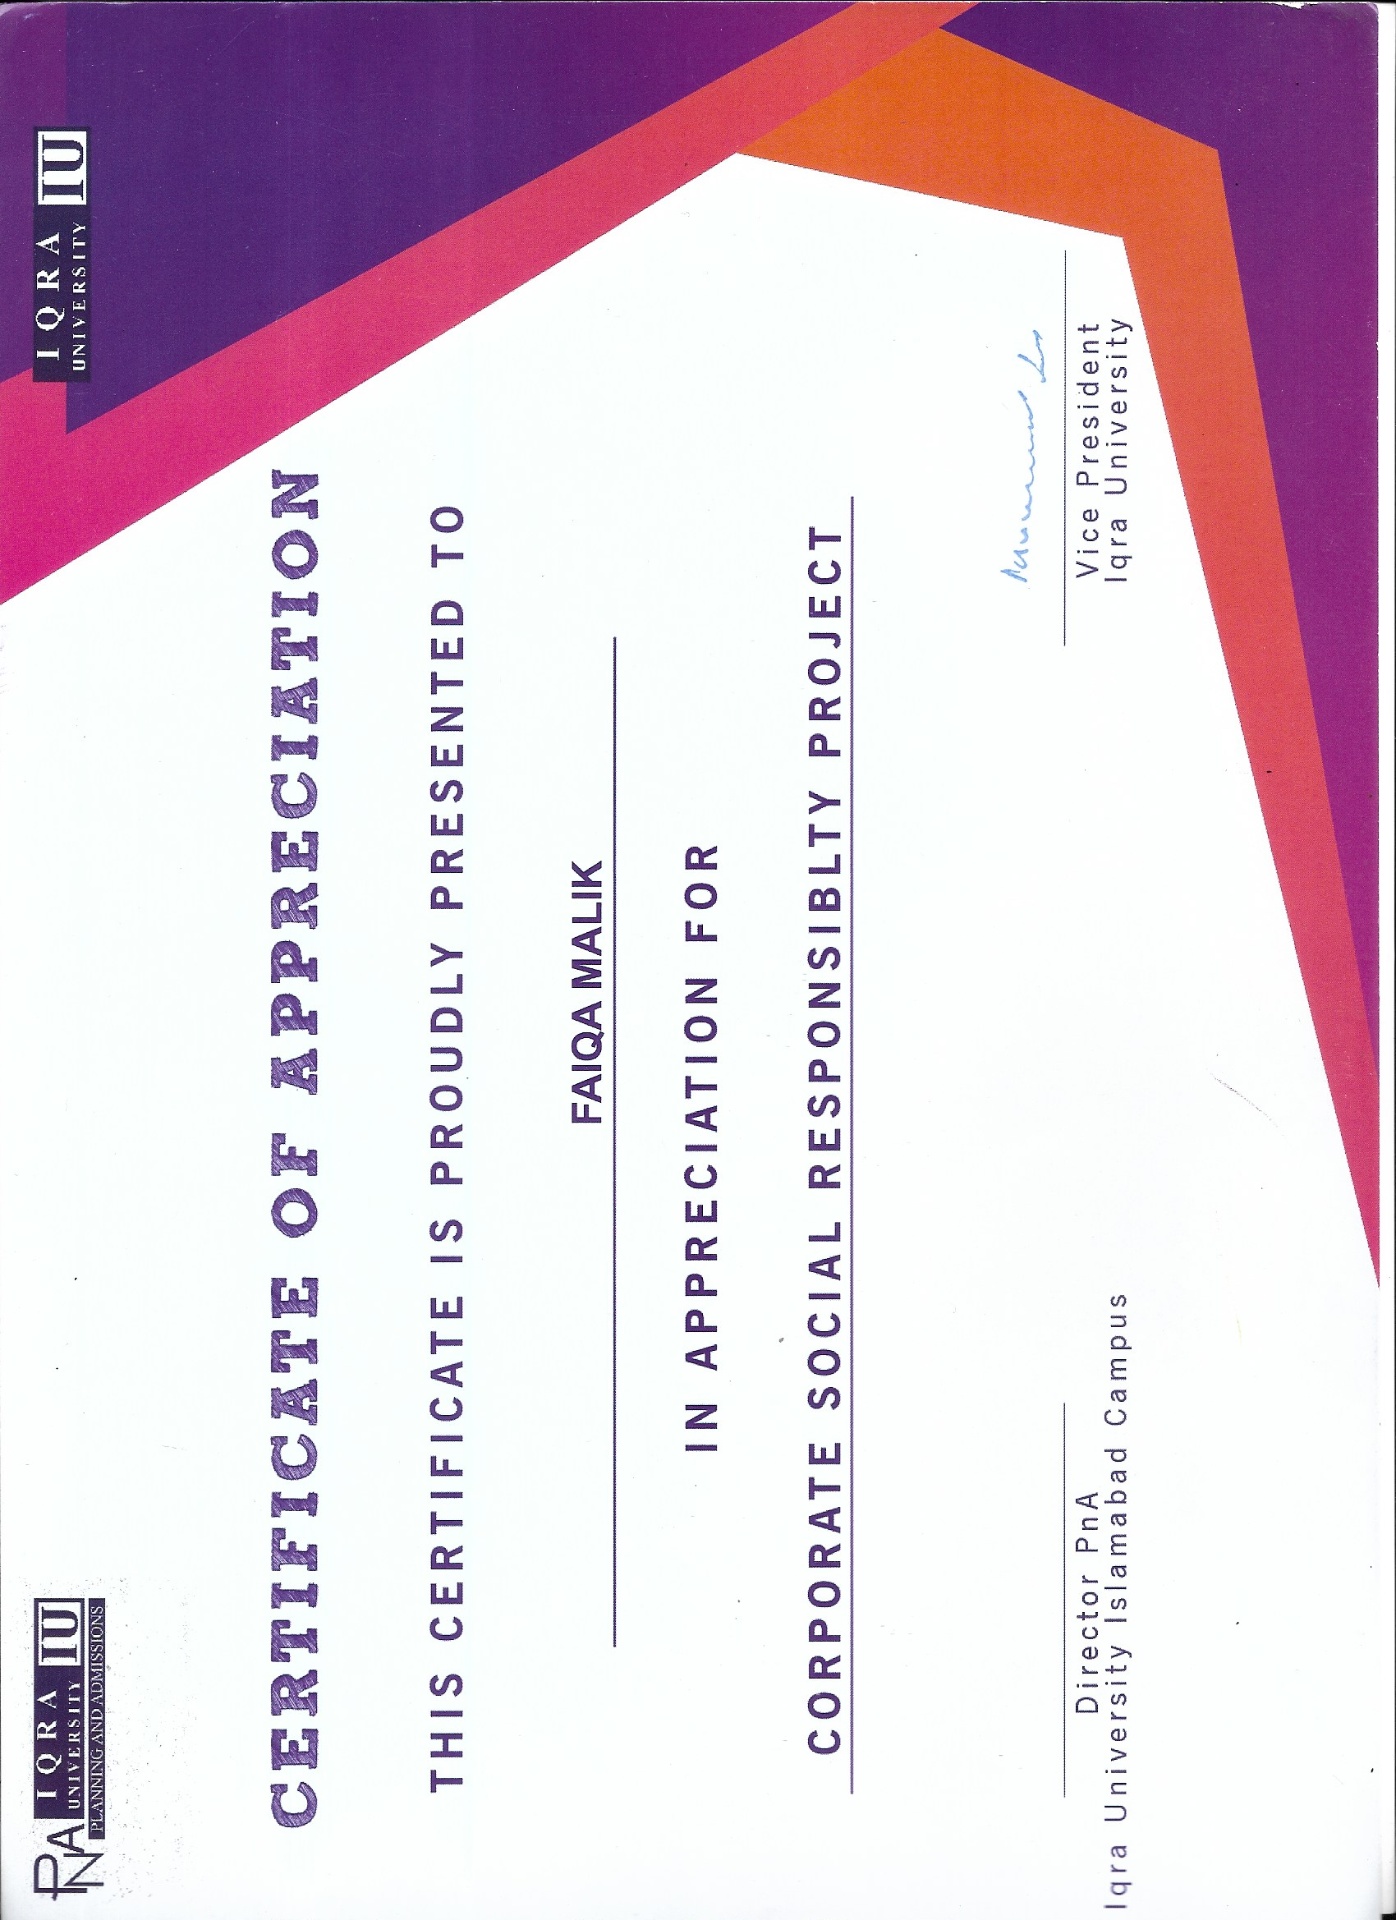 PNA IQRA UNIVERSITY IU
PLANNING AND ADMISSIONS
IQRA UNIVERSITY IU
CERTIFICATE OF APPRECIATION
THIS CERTIFICATE IS PROUDLY PRESENTED TO
FAIQA MALIK
IN APPRECIATION FOR
CORPORATE SOCIAL RESPONSIBLTY PROJECT
Director PnA
Iqra University Islamabad Campus
Vice President
Iqra University